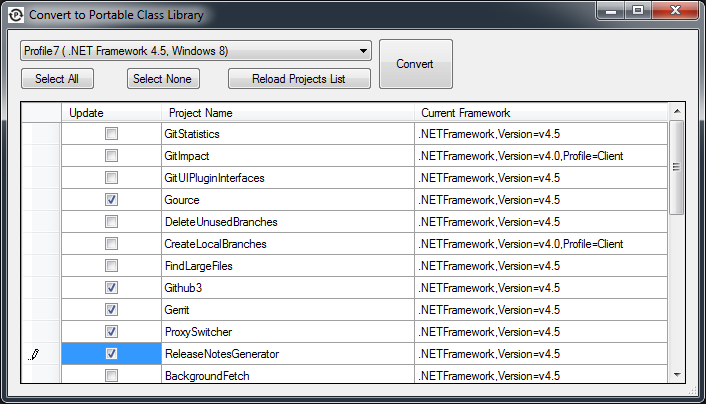 Convert to Portable Class Library
Profile7 ( .NET Framework 4.5, Windows 8)
Convert
Select All Select None Reload Projects List
Update Project Name Current Framework
GitStatistics .NETFramework,Version=v4.5
GitImpact .NETFramework,Version=v4.0,Profile=Client
GitUIPluginInterfaces .NETFramework,Version=v4.5
Gource .NETFramework,Version=v4.5
DeleteUnusedBranches .NETFramework,Version=v4.5
CreateLocalBranches .NETFramework,Version=v4.0,Profile=Client
FindLargeFiles .NETFramework,Version=v4.5
Github3 .NETFramework,Version=v4.5
Gerrit .NETFramework,Version=v4.5
ProxySwitcher .NETFramework,Version=v4.5
ReleaseNotesGenerator .NETFramework,Version=v4.5
BackgroundFetch .NETFramework,Version=v4.5